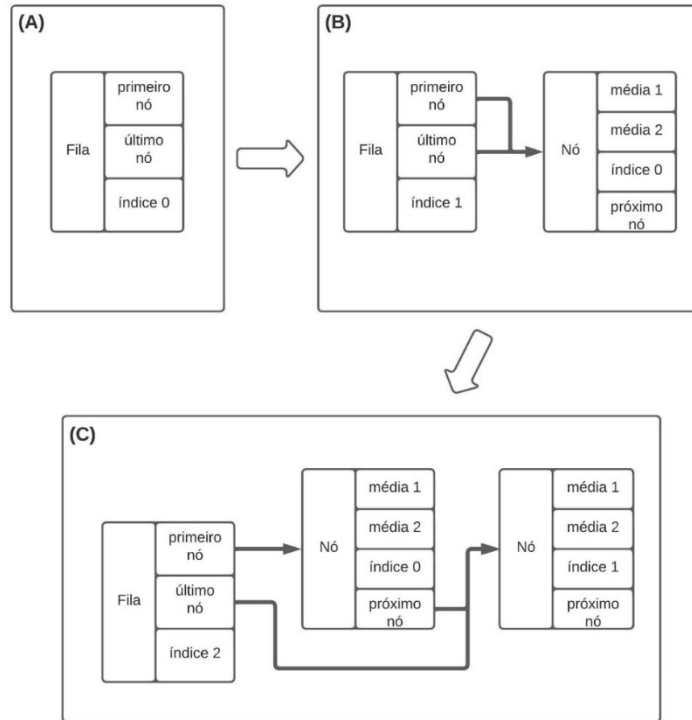 (A)
Fila
primeiro
nó
último
nó
índice 0
(B)
Fila
primeiro
nó
último
nó
índice 1
Nó
média 1
média 2
índice 0
próximo
nó
(C)
Fila
primeiro
nó
último
nó
índice 2
Nó
média 1
média 2
índice 0
próximo
nó
Nó
média 1
média 2
índice 1
próximo
nó